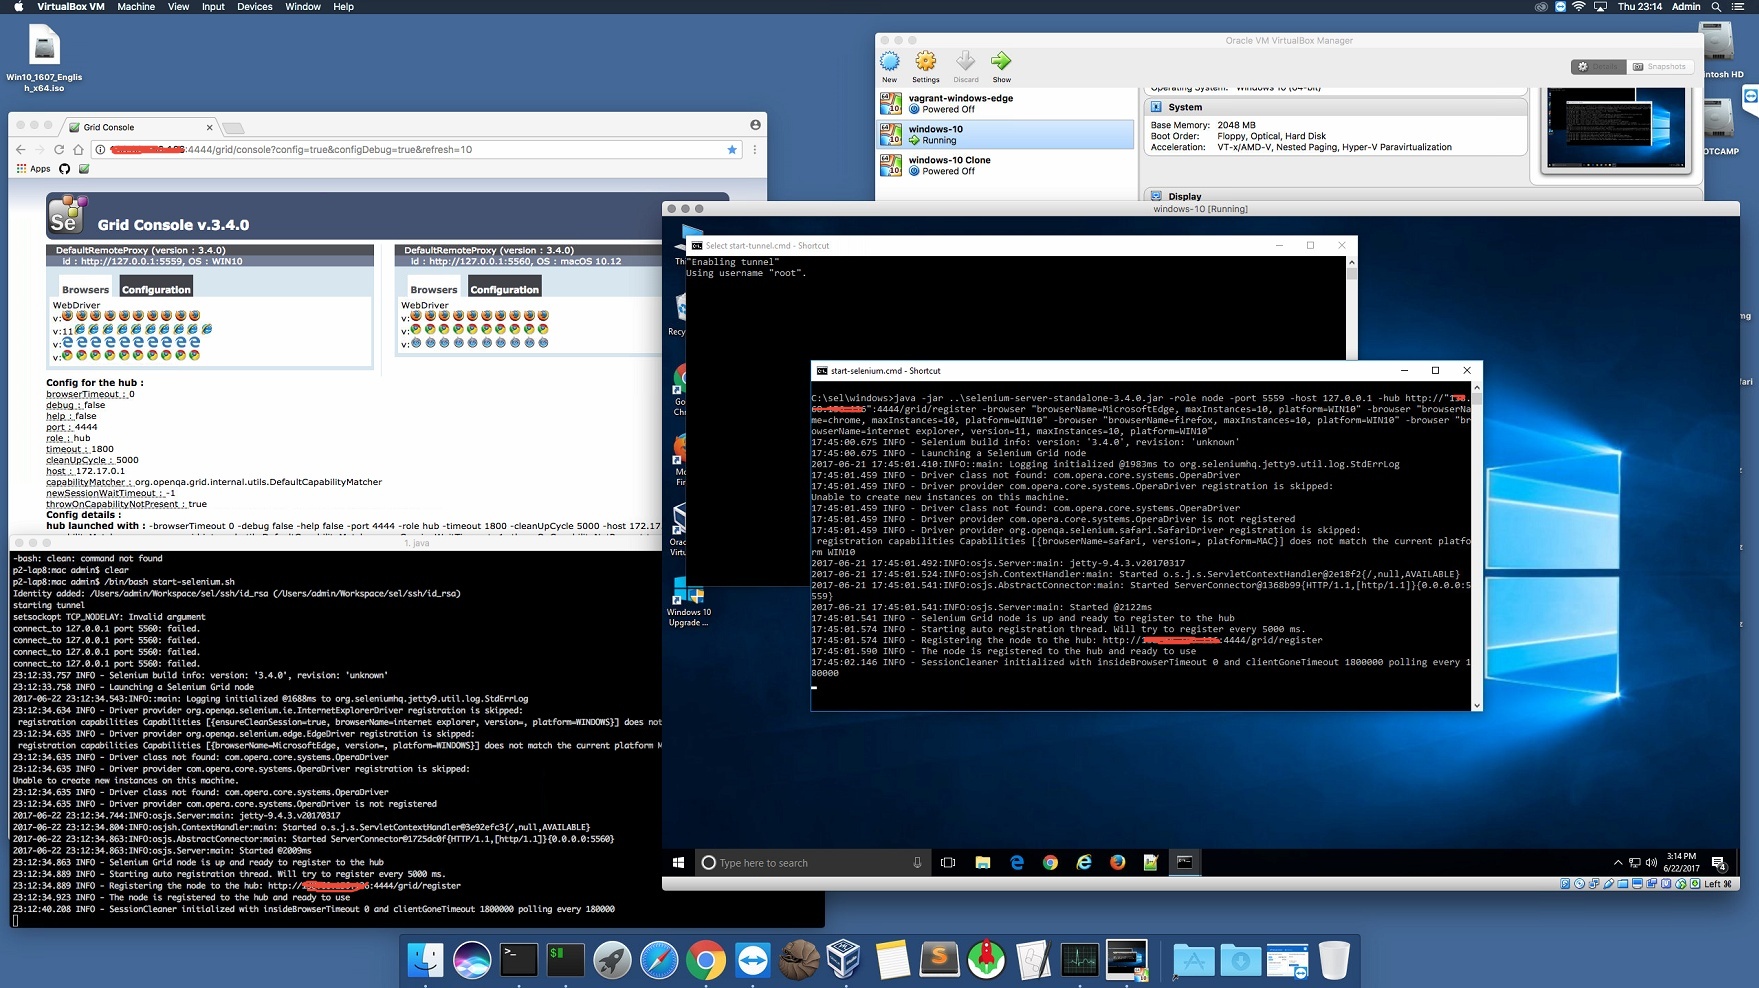 VirtualBox VM Machine View Input Devices Window Help
Thu 23:14 Admin
Win10_1607_Englis
h_x64.iso
Oracle VM VirtualBox Manager
New Settings Discard Show
Details Snapshots
vagrant-windows-edge
Powered Off
windows-10
Running
windows-10 Clone
Powered Off
Operating System: Windows 10 (64-bit)
System
Base Memory: 2048 MB
Boot Order: Floppy, Optical, Hard Disk
Acceleration: VT-x/AMD-V, Nested Paging, Hyper-V Paravirtualization
Display
intosh HD
OTCAMP
Grid Console
:4444/grid/console?config=true&configDebug=true&refresh=10
Apps
Se
Grid Console v.3.4.0
DefaultRemoteProxy (version : 3.4.0)
id : http://127.0.0.1:5559, OS : WIN10
Browsers Configuration
WebDriver
v:
v:11
v:
v:
DefaultRemoteProxy (version : 3.4.0)
id : http://127.0.0.1:5560, OS : macOS 10.12
Browsers Configuration
WebDriver
v:
v:
v:
Config for the hub :
browserTimeout : 0
debug : false
help : false
port : 4444
role : hub
timeout : 1800
cleanUpCycle : 5000
host : 172.17.0.1
capabilityMatcher : org.openqa.grid.internal.utils.DefaultCapabilityMatcher
newSessionWaitTimeout : -1
throwOnCapabilityNotPresent : true
Config details :
hub launched with : -browserTimeout 0 -debug false -help false -port 4444 -role hub -timeout 1800 -cleanUpCycle 5000 -host 172.17
1. java
-bash: clean: command not found
p2-lap8:mac admin$ clear
p2-lap8:mac admin$ /bin/bash start-selenium.sh
Identity added: /Users/admin/Workspace/sel/ssh/id_rsa (/Users/admin/Workspace/sel/ssh/id_rsa)
starting tunnel
setsockopt TCP_NODELAY: Invalid argument
connect_to 127.0.0.1 port 5560: failed.
connect_to 127.0.0.1 port 5560: failed.
connect_to 127.0.0.1 port 5560: failed.
connect_to 127.0.0.1 port 5560: failed.
23:12:33.757 INFO - Selenium build info: version: '3.4.0', revision: 'unknown'
23:12:33.758 INFO - Launching a Selenium Grid node
2017-06-22 23:12:34.543:INFO::main: Logging initialized @1688ms to org.seleniumhq.jetty9.util.log.StdErrLog
23:12:34.634 INFO - Driver provider org.openqa.selenium.ie.InternetExplorerDriver registration is skipped:
registration capabilities Capabilities [{ensureCleanSession=true, browserName=internet explorer, version=, platform=WINDOWS}] does not
23:12:34.635 INFO - Driver provider org.openqa.selenium.edge.EdgeDriver registration is skipped:
registration capabilities Capabilities [{browserName=MicrosoftEdge, version=, platform=WINDOWS}] does not match the current platform M
23:12:34.635 INFO - Driver class not found: com.opera.core.systems.OperaDriver
23:12:34.635 INFO - Driver provider com.opera.core.systems.OperaDriver registration is skipped:
Unable to create new instances on this machine.
23:12:34.635 INFO - Driver class not found: com.opera.core.systems.OperaDriver
23:12:34.635 INFO - Driver provider com.opera.core.systems.OperaDriver is not registered
2017-06-22 23:12:34.744:INFO:osjs.Server:main: jetty-9.4.3.v20170317
2017-06-22 23:12:34.804:INFO:osjsh.ContextHandler:main: Started o.s.j.s.ServletContextHandler@3e92efc3{/,null,AVAILABLE}
2017-06-22 23:12:34.863:INFO:osjs.AbstractConnector:main: Started ServerConnector@1725dc0f{HTTP/1.1,[http/1.1]}{0.0.0.0:5560}
2017-06-22 23:12:34.863:INFO:osjs.Server:main: Started @2009ms
23:12:34.863 INFO - Selenium Grid node is up and ready to register to the hub
23:12:34.889 INFO - Starting auto registration thread. Will try to register every 5000 ms.
23:12:34.889 INFO - Registering the node to the hub: http:// :4444/grid/register
23:12:34.923 INFO - The node is registered to the hub and ready to use
23:12:40.208 INFO - SessionCleaner initialized with insideBrowserTimeout 0 and clientGoneTimeout 1800000 polling every 180000
windows-10 [Running]
Select start-tunnel.cmd - Shortcut
"Enabling tunnel"
Using username "root".
start-selenium.cmd - Shortcut
C:\sel\windows>java -jar ..\selenium-server-standalone-3.4.0.jar -role node -port 5559 -host 127.0.0.1 -hub http://"
":4444/grid/register -browser "browserName=MicrosoftEdge, maxInstances=10, platform=WIN10" -browser "browserNa
me=chrome, maxInstances=10, platform=WIN10" -browser "browserName=firefox, maxInstances=10, platform=WIN10" -browser "br
owserName=internet explorer, version=11, maxInstances=10, platform=WIN10"
17:45:00.675 INFO - Selenium build info: version: '3.4.0', revision: 'unknown'
17:45:00.675 INFO - Launching a Selenium Grid node
2017-06-21 17:45:01.410:INFO::main: Logging initialized @1983ms to org.seleniumhq.jetty9.util.log.StdErrLog
17:45:01.459 INFO - Driver class not found: com.opera.core.systems.OperaDriver
17:45:01.459 INFO - Driver provider com.opera.core.systems.OperaDriver registration is skipped:
Unable to create new instances on this machine.
17:45:01.459 INFO - Driver class not found: com.opera.core.systems.OperaDriver
17:45:01.459 INFO - Driver provider com.opera.core.systems.OperaDriver is not registered
17:45:01.459 INFO - Driver provider org.openqa.selenium.safari.SafariDriver registration is skipped:
registration capabilities Capabilities [{browserName=safari, version=, platform=MAC}] does not match the current platfo
rm WIN10
2017-06-21 17:45:01.492:INFO:osjs.Server:main: jetty-9.4.3.v20170317
2017-06-21 17:45:01.524:INFO:osjsh.ContextHandler:main: Started o.s.j.s.ServletContextHandler@2e18f2{/,null,AVAILABLE}
2017-06-21 17:45:01.541:INFO:osjs.AbstractConnector:main: Started ServerConnector@1368b99{HTTP/1.1,[http/1.1]}{0.0.0.0:5
559}
2017-06-21 17:45:01.541:INFO:osjs.Server:main: Started @2122ms
17:45:01.541 INFO - Selenium Grid node is up and ready to register to the hub
17:45:01.574 INFO - Starting auto registration thread. Will try to register every 5000 ms.
17:45:01.574 INFO - Registering the node to the hub: http:// :4444/grid/register
17:45:01.590 INFO - The node is registered to the hub and ready to use
17:45:02.146 INFO - SessionCleaner initialized with insideBrowserTimeout 0 and clientGoneTimeout 1800000 polling every 1
80000
Windows 10
Upgrade ...
Type here to search
3:14 PM
6/22/2017
Left ⌘